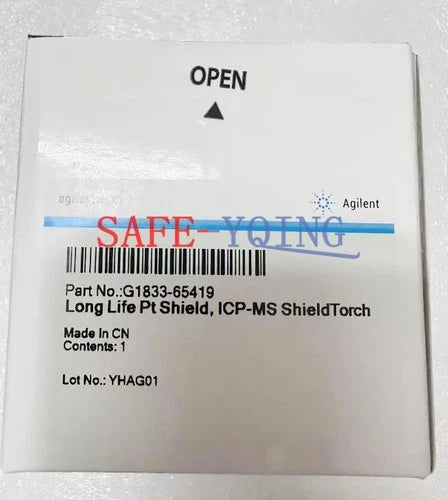 OPEN
Agilent
SAFE-YQING
Part No.:G1833-65419
Long Life Pt Shield, ICP-MS ShieldTorch
Made In CN
Contents: 1
Lot No.: YHAG01